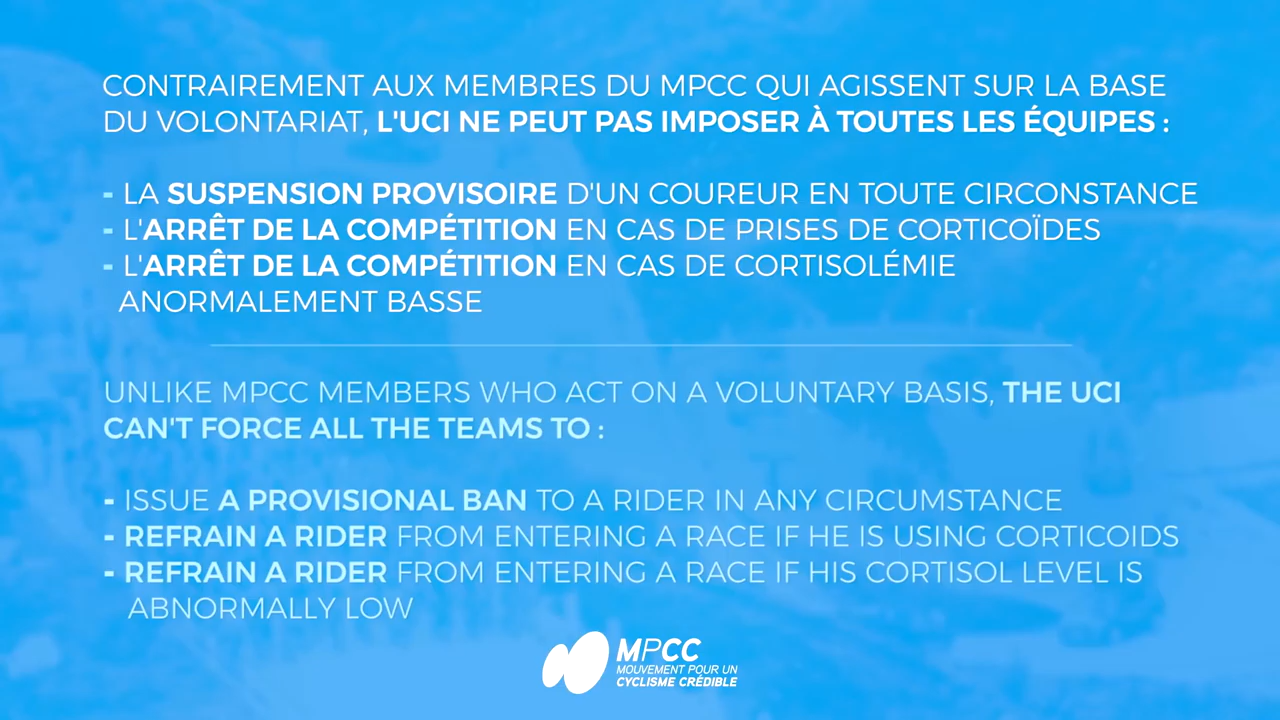 CONTRAIREMENT AUX MEMBRES DU MPCC QUI AGISSENT SUR LA BASE
DU VOLONTARIAT, L'UCI NE PEUT PAS IMPOSER À TOUTES LES ÉQUIPES :
- LA SUSPENSION PROVISOIRE D'UN COUREUR EN TOUTE CIRCONSTANCE
- L'ARRÊT DE LA COMPÉTITION EN CAS DE PRISES DE CORTICOÏDES
- L'ARRÊT DE LA COMPÉTITION EN CAS DE CORTISOLÉMIE
ANORMALEMENT BASSE
UNLIKE MPCC MEMBERS WHO ACT ON A VOLUNTARY BASIS, THE UCI
CAN'T FORCE ALL THE TEAMS TO :
- ISSUE A PROVISIONAL BAN TO A RIDER IN ANY CIRCUMSTANCE
- REFRAIN A RIDER FROM ENTERING A RACE IF HE IS USING CORTICOIDS
- REFRAIN A RIDER FROM ENTERING A RACE IF HIS CORTISOL LEVEL IS
ABNORMALLY LOW
MPCC
MOUVEMENT POUR UN
CYCLISME CRÉDIBLE